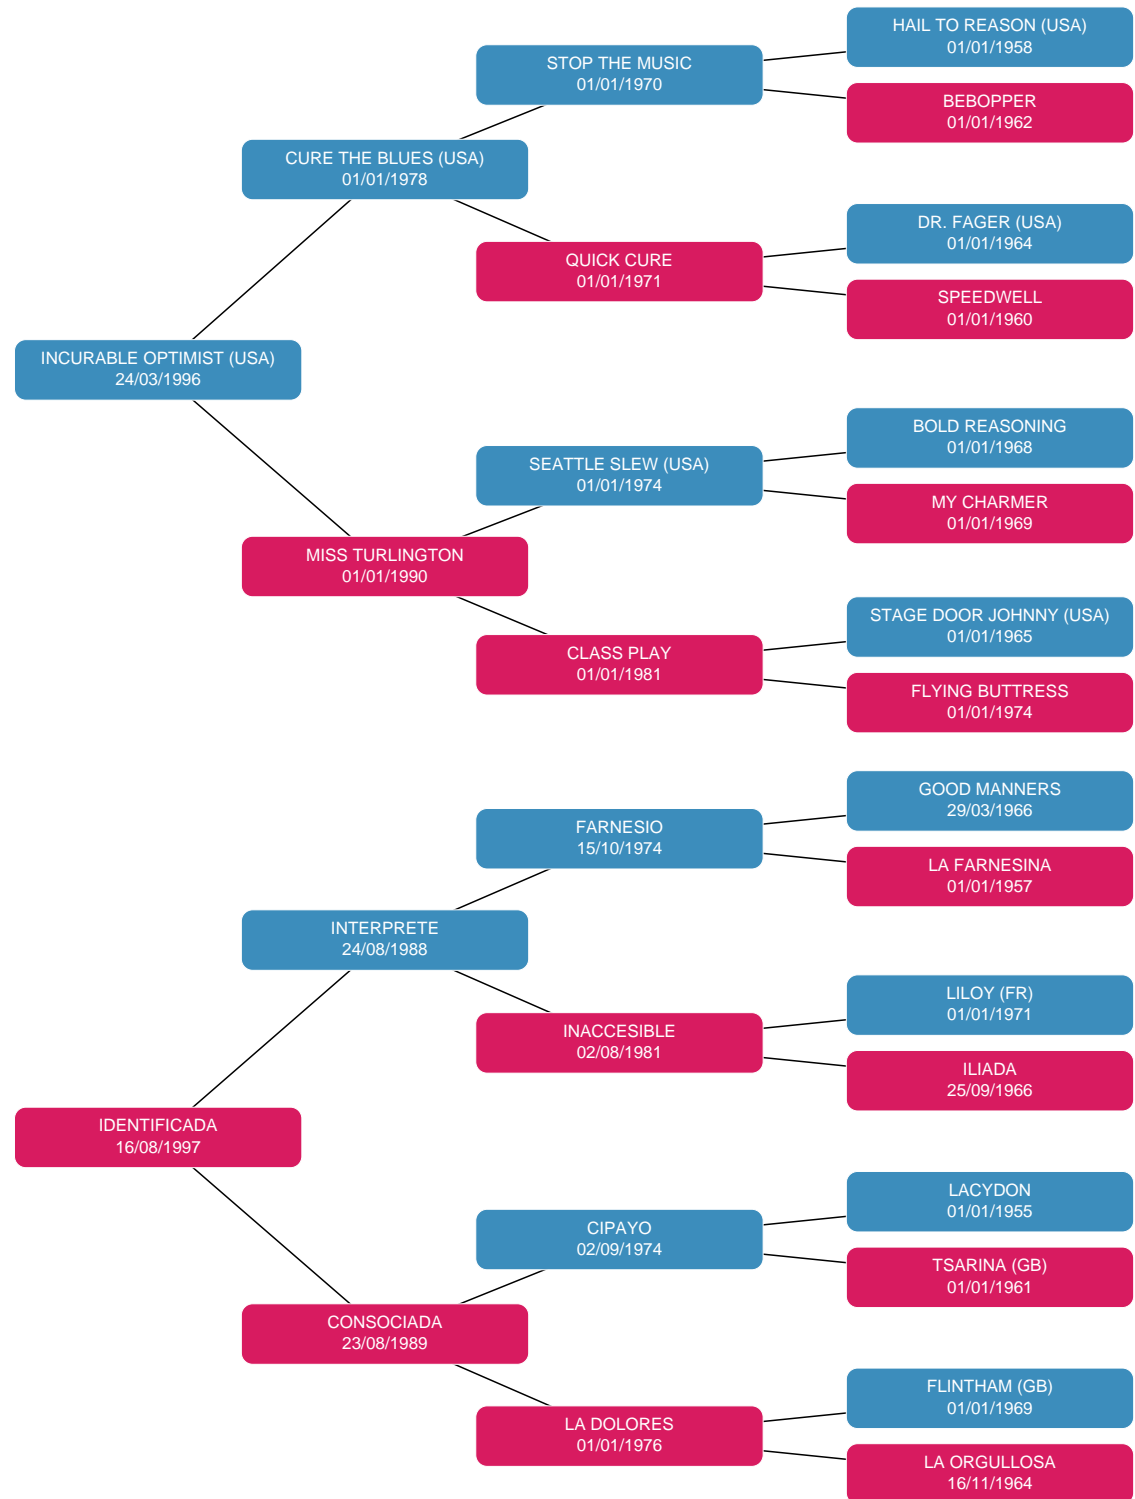 HAIL TO REASON (USA)
01/01/1958
STOP THE MUSIC
01/01/1970
BEBOPPER
01/01/1962
CURE THE BLUES (USA)
01/01/1978
DR. FAGER (USA)
01/01/1964
QUICK CURE
01/01/1971
SPEEDWELL
01/01/1960
INCURABLE OPTIMIST (USA)
24/03/1996
BOLD REASONING
01/01/1968
SEATTLE SLEW (USA)
01/01/1974
MY CHARMER
01/01/1969
MISS TURLINGTON
01/01/1990
STAGE DOOR JOHNNY (USA)
01/01/1965
CLASS PLAY
01/01/1981
FLYING BUTTRESS
01/01/1974
GOOD MANNERS
29/03/1966
FARNESIO
15/10/1974
LA FARNESINA
01/01/1957
INTERPRETE
24/08/1988
LILOY (FR)
01/01/1971
INACCESIBLE
02/08/1981
ILIADA
25/09/1966
IDENTIFICADA
16/08/1997
LACYDON
01/01/1955
CIPAYO
02/09/1974
TSARINA (GB)
01/01/1961
CONSOCIADA
23/08/1989
FLINTHAM (GB)
01/01/1969
LA DOLORES
01/01/1976
LA ORGULLOSA
16/11/1964